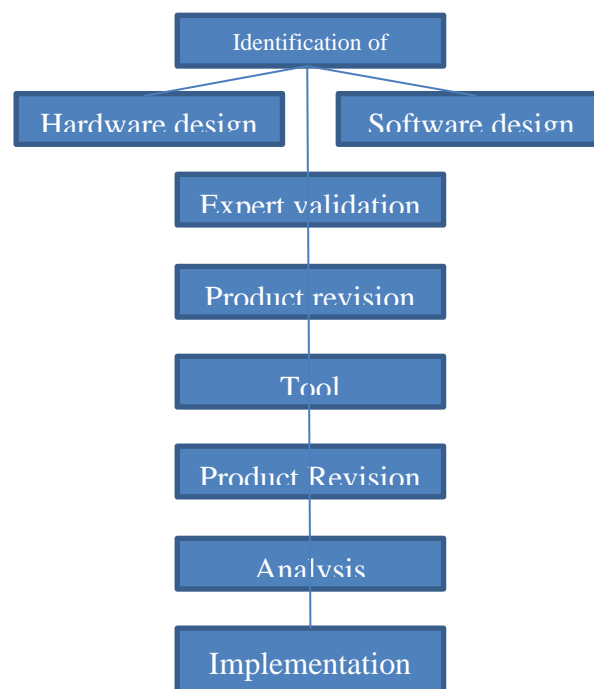 Identification of
Hardware design
Software design
Expert validation
Product revision
Tool
Product Revision
Analysis
Implementation